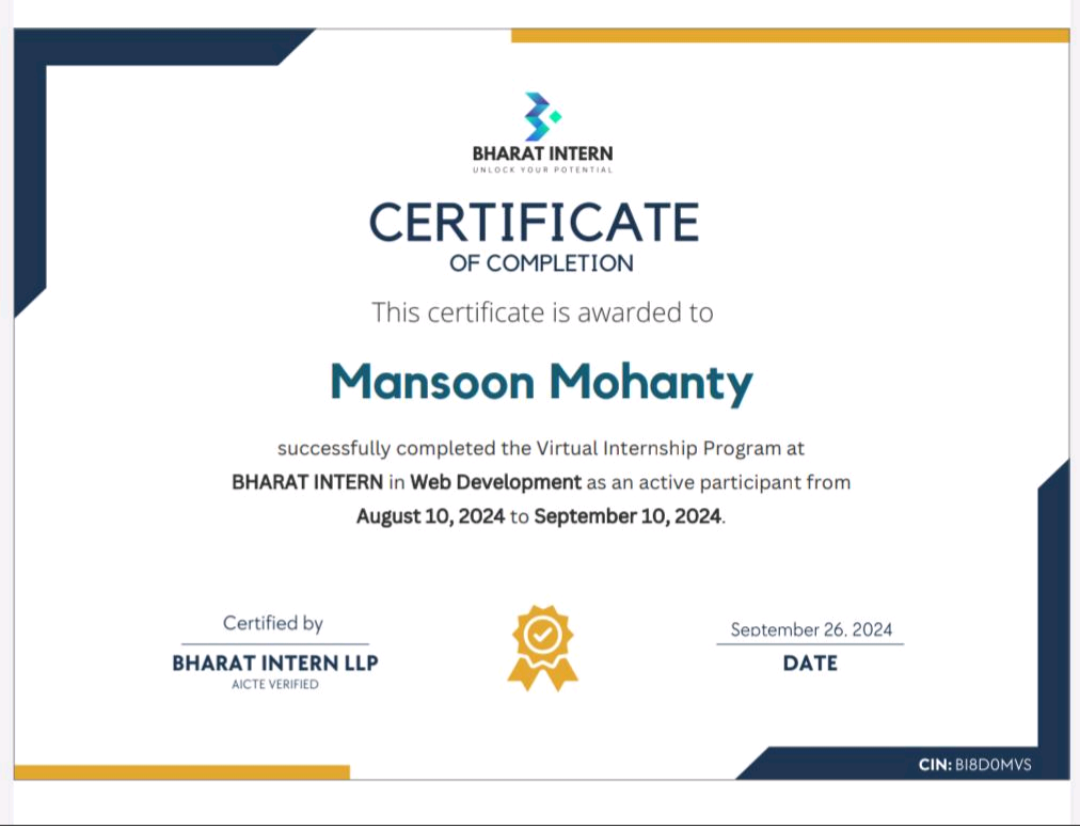 BHARAT INTERN
UNLOCK YOUR POTENTIAL
CERTIFICATE
OF COMPLETION
This certificate is awarded to
Mansoon Mohanty
successfully completed the Virtual Internship Program at
BHARAT INTERN in Web Development as an active participant from
August 10, 2024 to September 10, 2024.
Certified by
BHARAT INTERN LLP
AICTE VERIFIED
September 26, 2024
DATE
CIN: BI8D0MVS